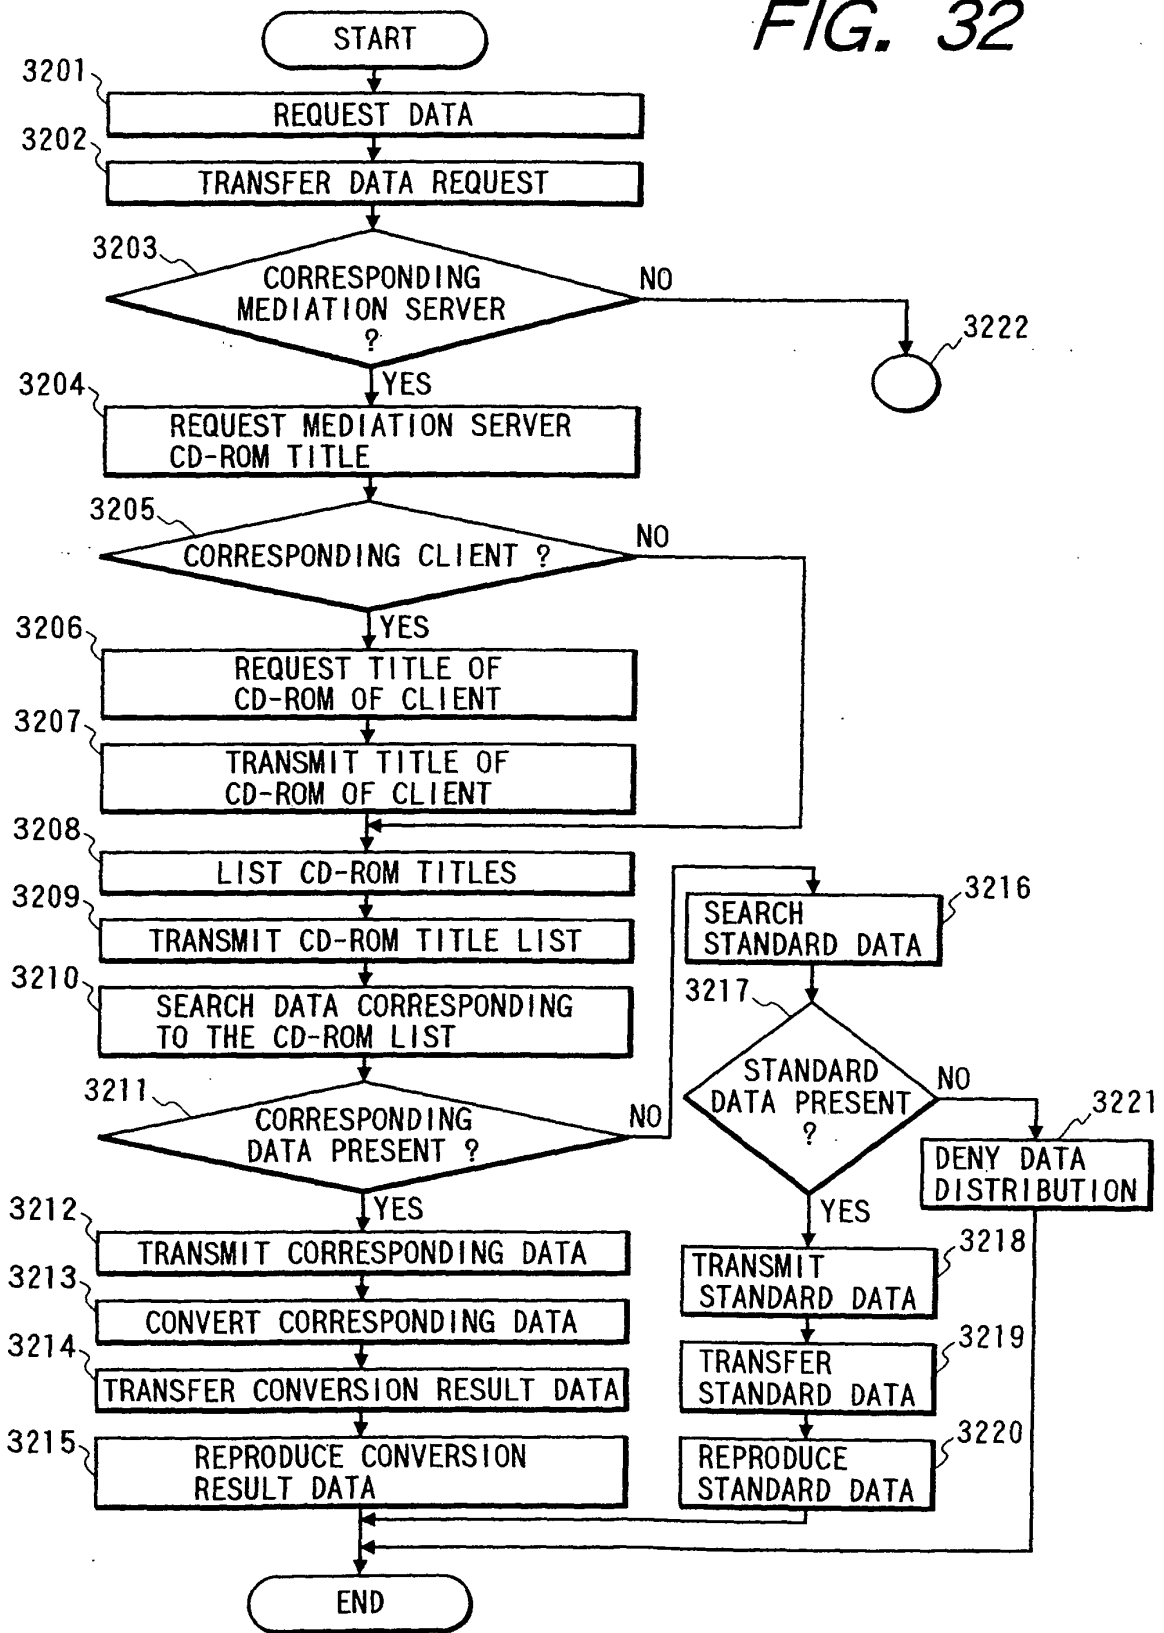 FIG. 32
START
3201
REQUEST DATA
3202
TRANSFER DATA REQUEST
3203
CORRESPONDING
MEDIATION SERVER
?
NO
3222
YES
3204
REQUEST MEDIATION SERVER
CD-ROM TITLE
3205
CORRESPONDING CLIENT ?
NO
YES
3206
REQUEST TITLE OF
CD-ROM OF CLIENT
3207
TRANSMIT TITLE OF
CD-ROM OF CLIENT
3208
LIST CD-ROM TITLES
3209
TRANSMIT CD-ROM TITLE LIST
3210
SEARCH DATA CORRESPONDING
TO THE CD-ROM LIST
3211
CORRESPONDING
DATA PRESENT ?
NO
YES
3212
TRANSMIT CORRESPONDING DATA
3213
CONVERT CORRESPONDING DATA
3214
TRANSFER CONVERSION RESULT DATA
3215
REPRODUCE CONVERSION
RESULT DATA
3216
SEARCH
STANDARD DATA
3217
STANDARD
DATA PRESENT
?
NO
3221
DENY DATA
DISTRIBUTION
YES
3218
TRANSMIT
STANDARD DATA
3219
TRANSFER
STANDARD DATA
3220
REPRODUCE
STANDARD DATA
END